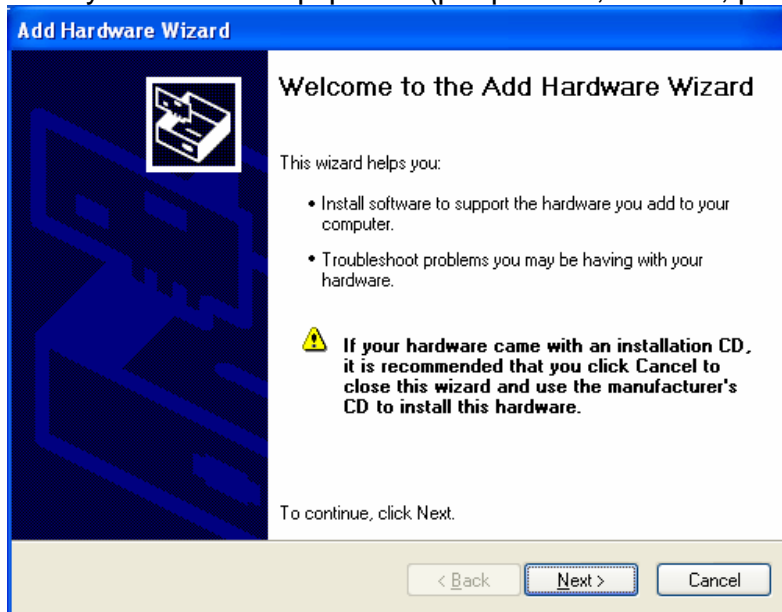 Add Hardware Wizard
Welcome to the Add Hardware Wizard
This wizard helps you:
• Install software to support the hardware you add to your
computer.
• Troubleshoot problems you may be having with your
hardware.
If your hardware came with an installation CD,
it is recommended that you click Cancel to
close this wizard and use the manufacturer's
CD to install this hardware.
To continue, click Next.
< Back Next > Cancel